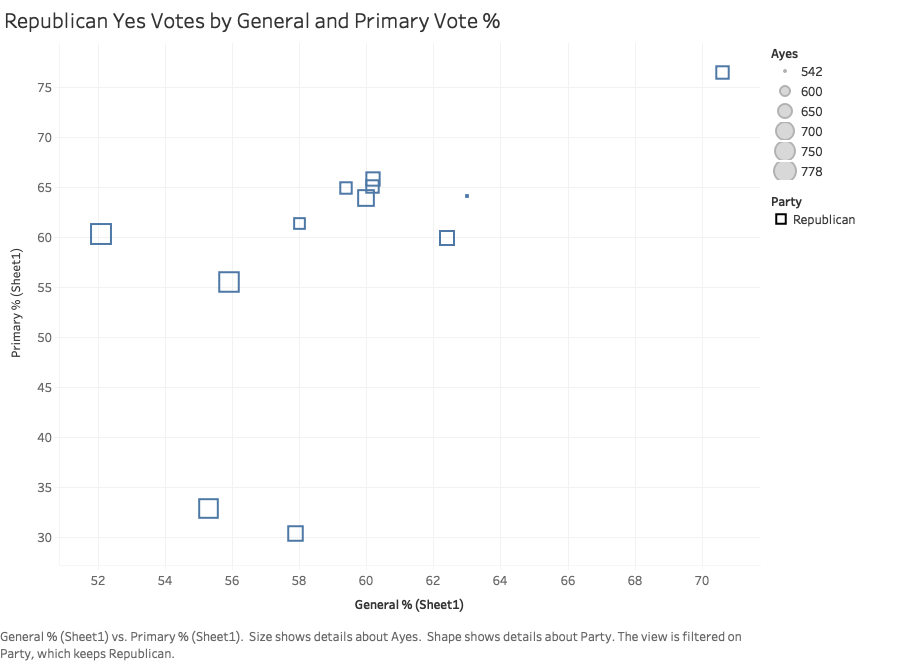 Republican Yes Votes by General and Primary Vote %
Ayes
542
600
650
700
750
778
Party
Republican
Primary % (Sheet1)
75
70
65
60
55
50
45
40
35
30
52 54 56 58 60 62 64 66 68 70
General % (Sheet1)
General % (Sheet1) vs. Primary % (Sheet1).  Size shows details about Ayes.  Shape shows details about Party. The view is filtered on
Party, which keeps Republican.